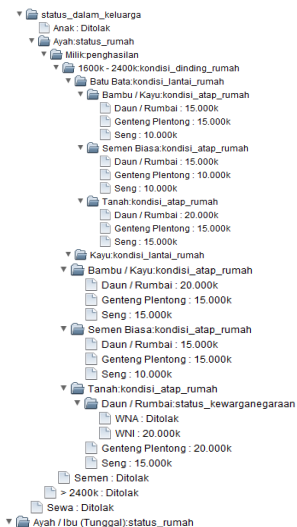 status_dalam_keluarga
Anak : Ditolak
Ayah:status_rumah
Milik:penghasilan
1600k - 2400k:kondisi_dinding_rumah
Batu Bata:kondisi_lantai_rumah
Bambu / Kayu:kondisi_atap_rumah
Daun / Rumbai : 15.000k
Genteng Plentong : 15.000k
Seng : 10.000k
Semen Biasa:kondisi_atap_rumah
Daun / Rumbai : 15.000k
Genteng Plentong : 10.000k
Seng : 10.000k
Tanah:kondisi_atap_rumah
Daun / Rumbai : 20.000k
Genteng Plentong : 15.000k
Seng : 15.000k
Kayu:kondisi_lantai_rumah
Bambu / Kayu:kondisi_atap_rumah
Daun / Rumbai : 20.000k
Genteng Plentong : 15.000k
Seng : 15.000k
Semen Biasa:kondisi_atap_rumah
Daun / Rumbai : 15.000k
Genteng Plentong : 15.000k
Seng : 10.000k
Tanah:kondisi_atap_rumah
Daun / Rumbai:status_kewarganegaraan
WNA : Ditolak
WNI : 20.000k
Genteng Plentong : 20.000k
Seng : 15.000k
Semen : Ditolak
> 2400k : Ditolak
Sewa : Ditolak
Ayah / Ibu (Tunggal):status_rumah